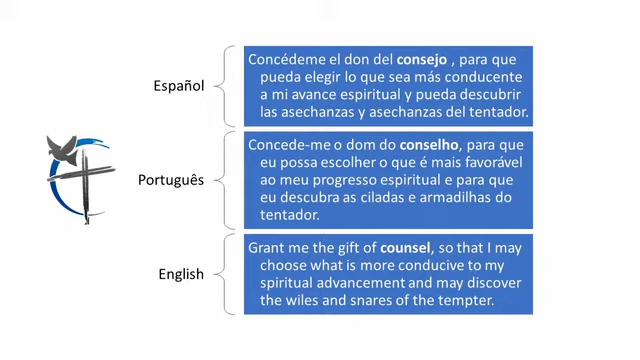 Español
Concédeme el don del consejo , para que
pueda elegir lo que sea más conducente
a mi avance espiritual y pueda descubrir
las asechanzas y asechanzas del tentador.
Português
Concede-me o dom do conselho, para que
eu possa escolher o que é mais favorável
ao meu progresso espiritual e para que
eu descubra as ciladas e armadilhas do
tentador.
English
Grant me the gift of counsel, so that I may
choose what is more conducive to my
spiritual advancement and may discover
the wiles and snares of the tempter.